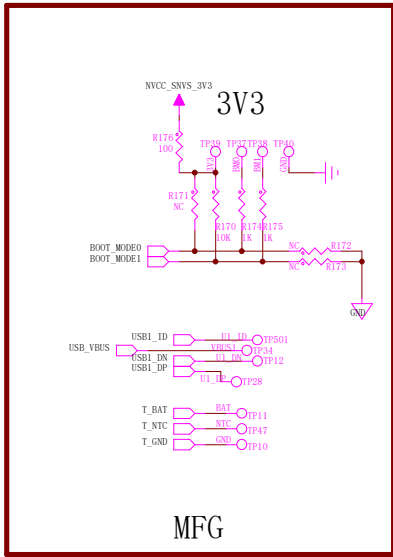 NVCC_SNVS_3V3
3V3
R176
100
TP39 TP37 TP38 TP40
3V3 BM0 BM1 GND
R171
NC
R170 R174 R175
10K 1K 1K
BOOT_MODE0
BOOT_MODE1
NC R172
NC R173
GND
USB1_ID U1_ID TP501
USB_VBUS VBUS1 TP34
USB1_DN U1_DN TP12
USB1_DP U1_DP TP28
T_BAT BAT TP11
T_NTC NTC TP47
T_GND GND TP10
MFG